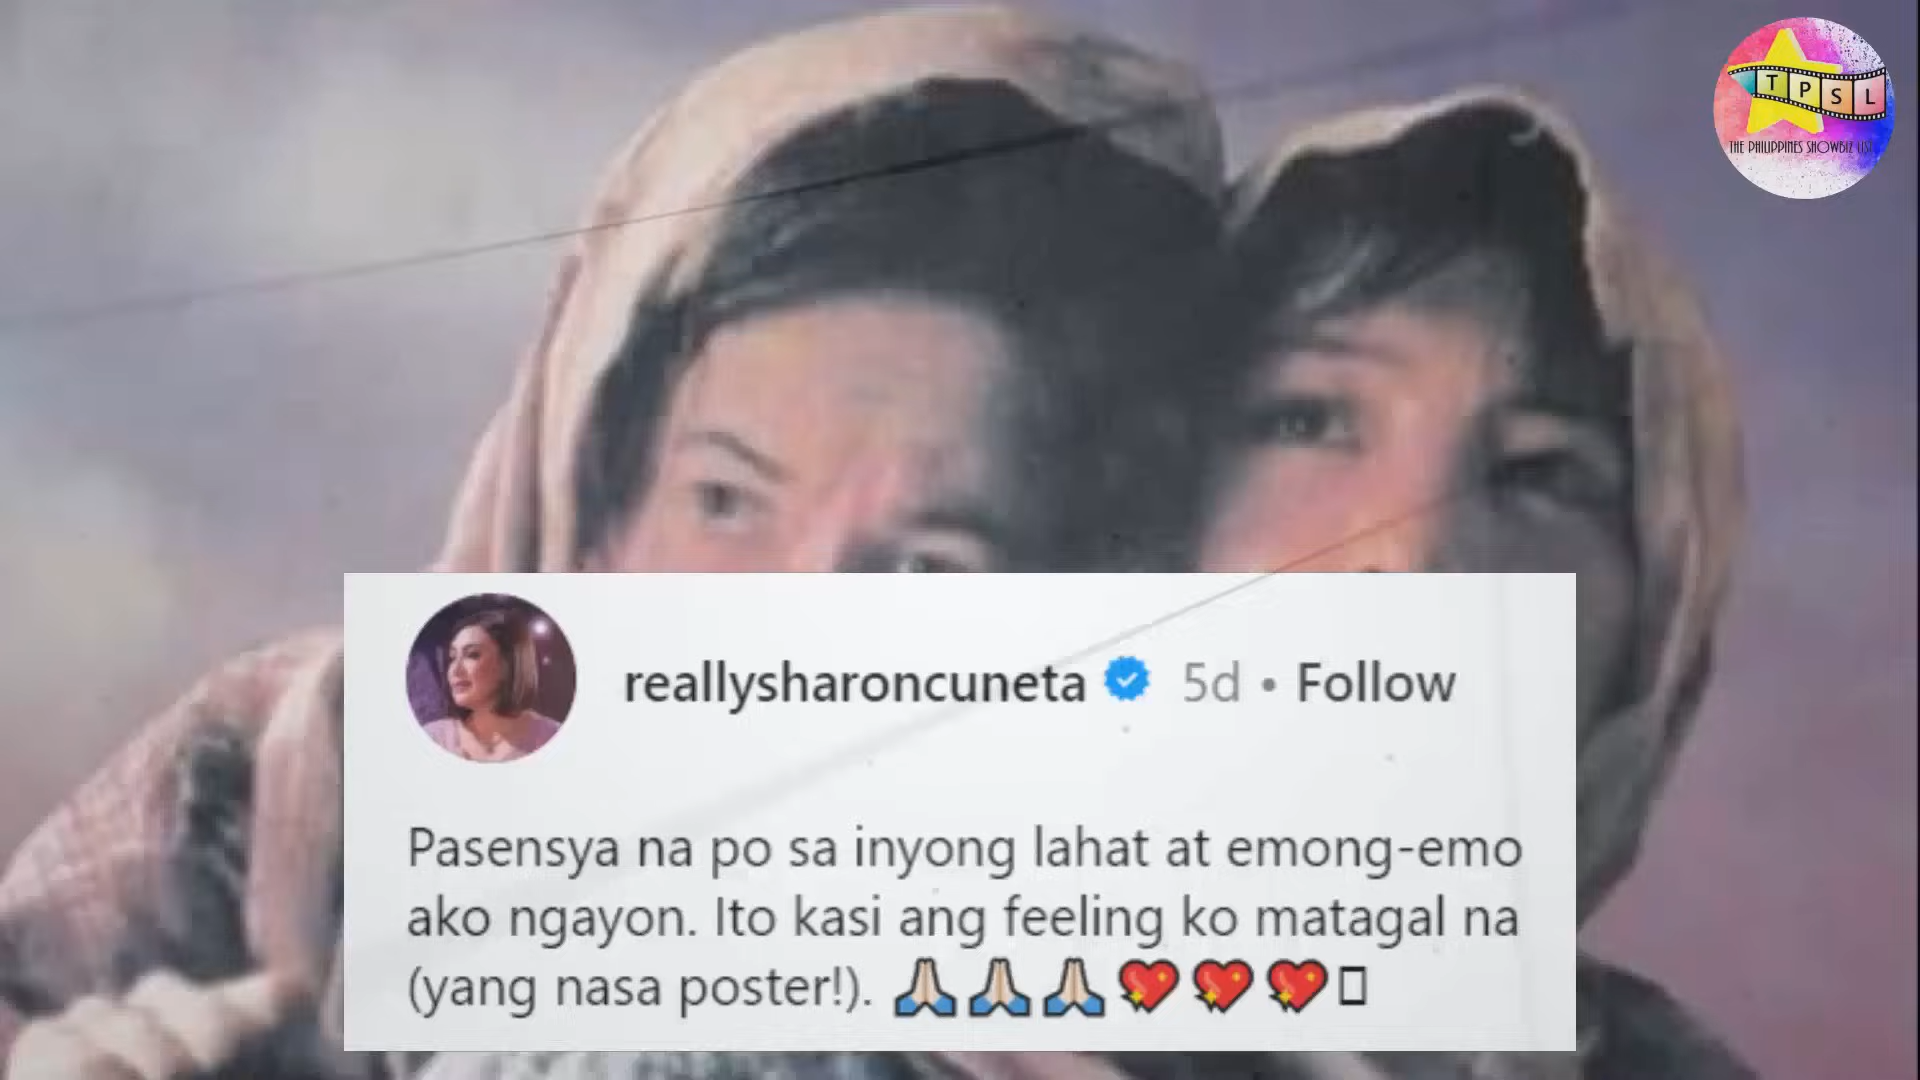 TPSL
THE PHILIPPINES SHOWBIZ LIST
reallysharoncuneta 5d • Follow
Pasensya na po sa inyong lahat at emong-emo
ako ngayon. Ito kasi ang feeling ko matagal na
(yang nasa poster!). 🙏🏻🙏🏻🙏🏻💖💖💖